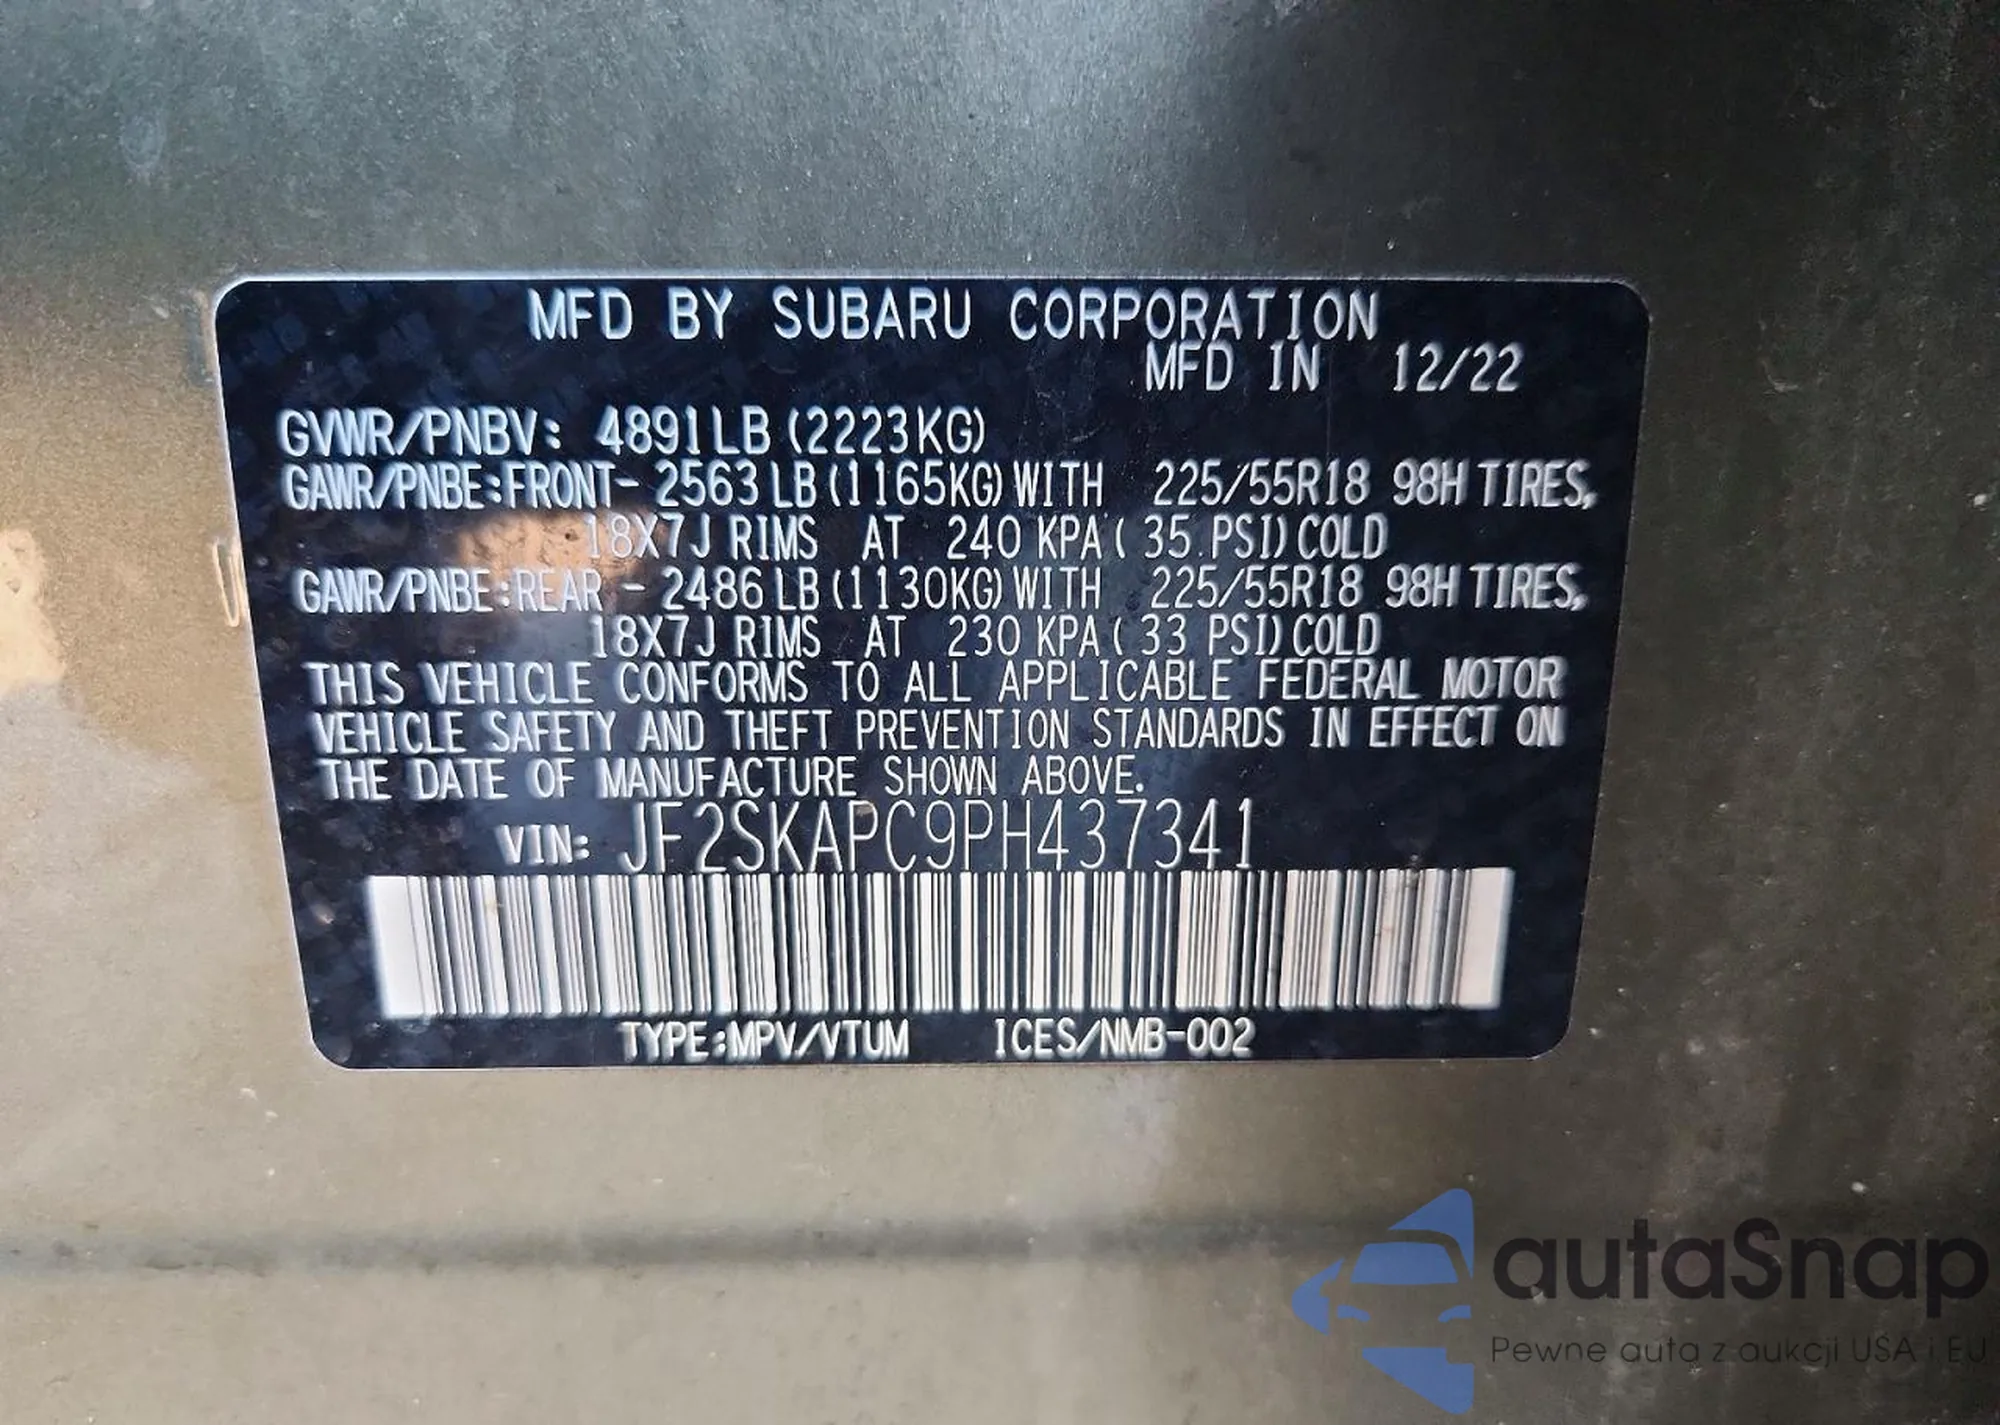 MFD BY SUBARU CORPORATION
MFD IN 12/22
GVWR/PNBV: 4891LB (2223KG)
GAWR/PNBE:FRONT- 2563LB (1165KG) WITH 225/55R18 98H TIRES,
18X7J RIMS AT 240 KPA ( 35 PSI) COLD
GAWR/PNBE:REAR - 2486LB (1130KG) WITH 225/55R18 98H TIRES,
18X7J RIMS AT 230 KPA ( 33 PSI) COLD
THIS VEHICLE CONFORMS TO ALL APPLICABLE FEDERAL MOTOR
VEHICLE SAFETY AND THEFT PREVENTION STANDARDS IN EFFECT ON
THE DATE OF MANUFACTURE SHOWN ABOVE.
VIN: JF2SKAPC9PH437341
TYPE:MPV/VTUM ICES/NMB-002
autaSnap
Pewne auta z aukcji USA i EU